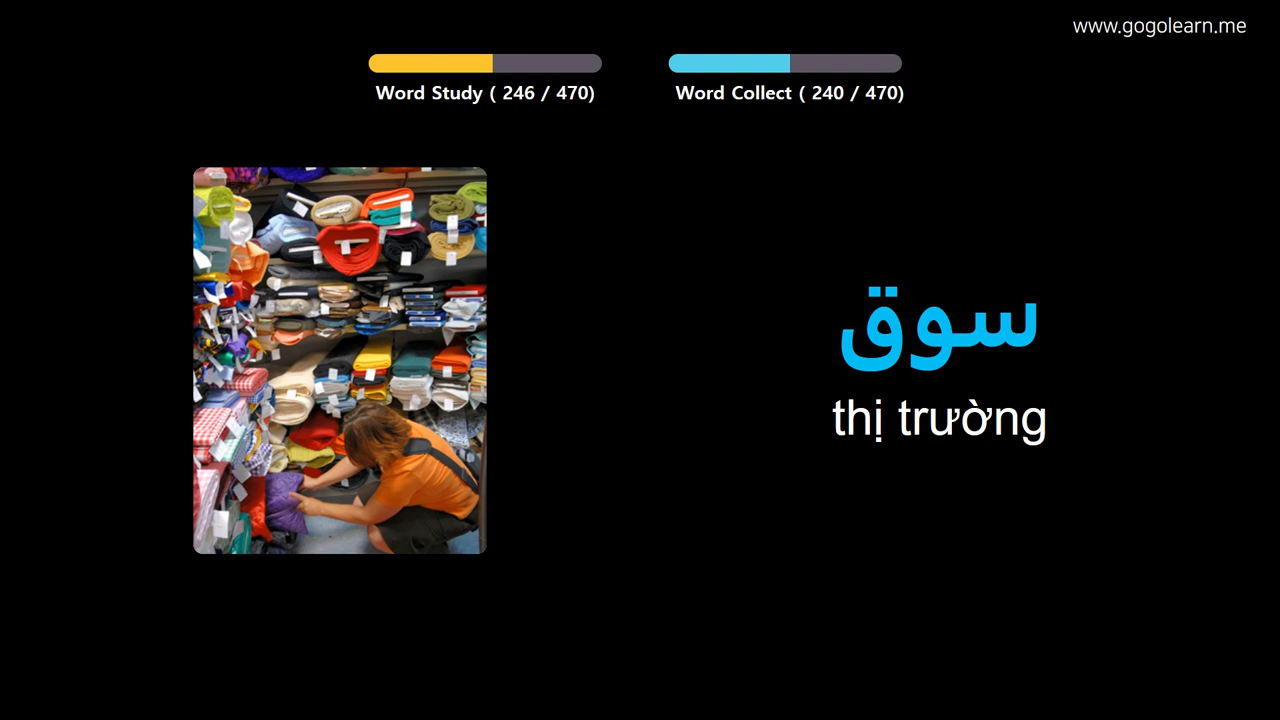 www.gogolearn.me
Word Study ( 246 / 470)
Word Collect ( 240 / 470)
سوق
thị trường